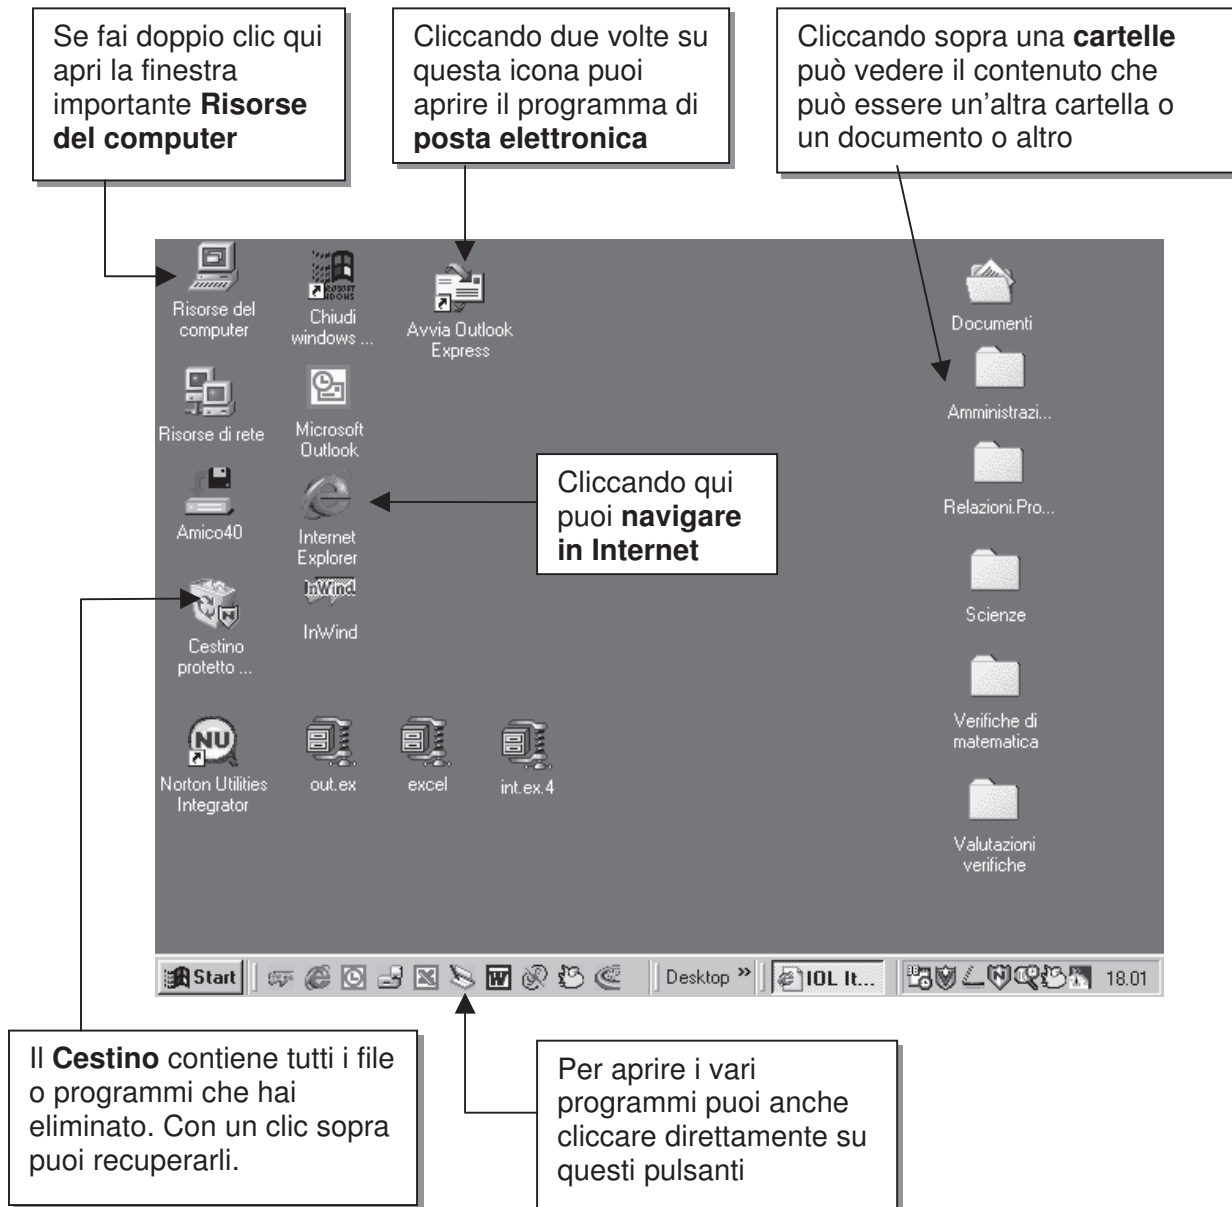 Se fai doppio clic qui
apri la finestra
importante Risorse
del computer
Cliccando due volte su
questa icona puoi
aprire il programma di
posta elettronica
Cliccando sopra una cartelle
può vedere il contenuto che
può essere un'altra cartella o
un documento o altro
Risorse del
computer
Chiudi
windows ...
Avvia Outlook
Express
Documenti
Amministrazi...
Risorse di rete
Microsoft
Outlook
Relazioni.Pro...
Cliccando qui
puoi navigare
in Internet
Amico40
Internet
Explorer
Scienze
InWind
InWind
Cestino
protetto ...
Verifiche di
matematica
NU
Norton Utilities
Integrator
out.ex
excel
int.ex.4
Valutazioni
verifiche
Start
Desktop »
IOL It...
18.01
Il Cestino contiene tutti i file
o programmi che hai
eliminato. Con un clic sopra
puoi recuperarli.
Per aprire i vari
programmi puoi anche
cliccare direttamente su
questi pulsanti